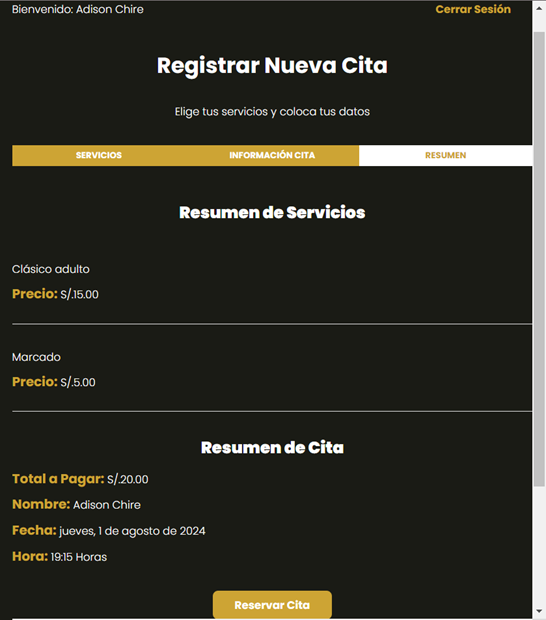 Bienvenido: Adison Chire
Cerrar Sesión
Registrar Nueva Cita
Elige tus servicios y coloca tus datos
SERVICIOS
INFORMACIÓN CITA
RESUMEN
Resumen de Servicios
Clásico adulto
Precio: S/.15.00
Marcado
Precio: S/.5.00
Resumen de Cita
Total a Pagar: S/.20.00
Nombre: Adison Chire
Fecha: jueves, 1 de agosto de 2024
Hora: 19:15 Horas
Reservar Cita